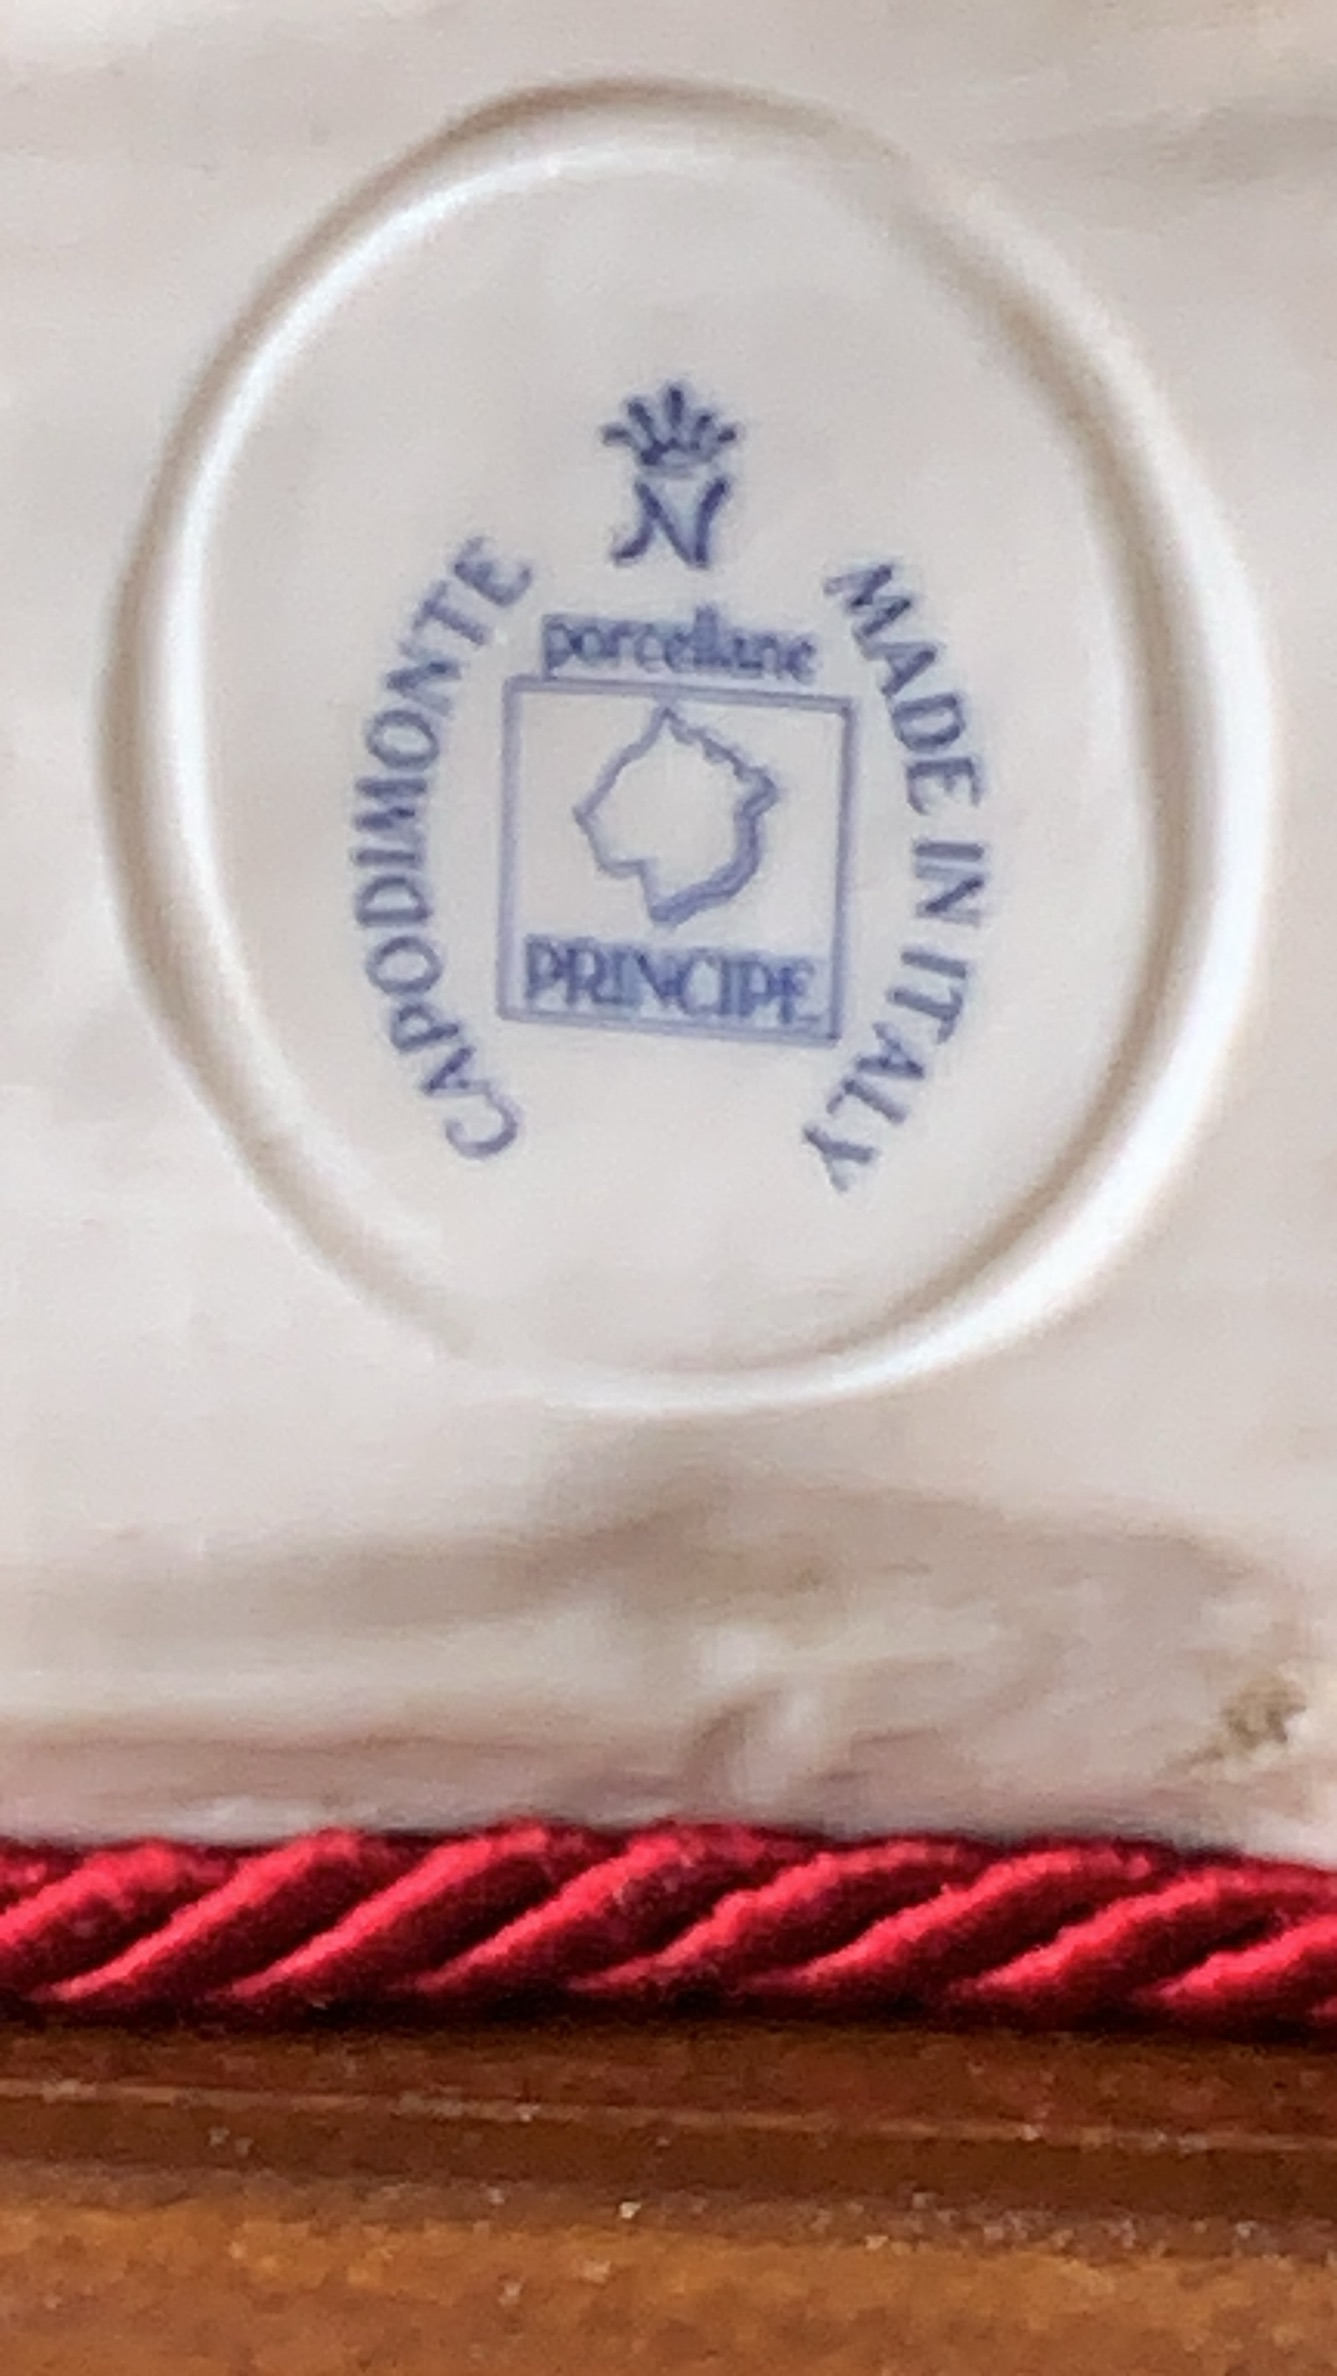 N
CAPODIMONTE
porcellane
PRINCIPE
MADE IN ITALY